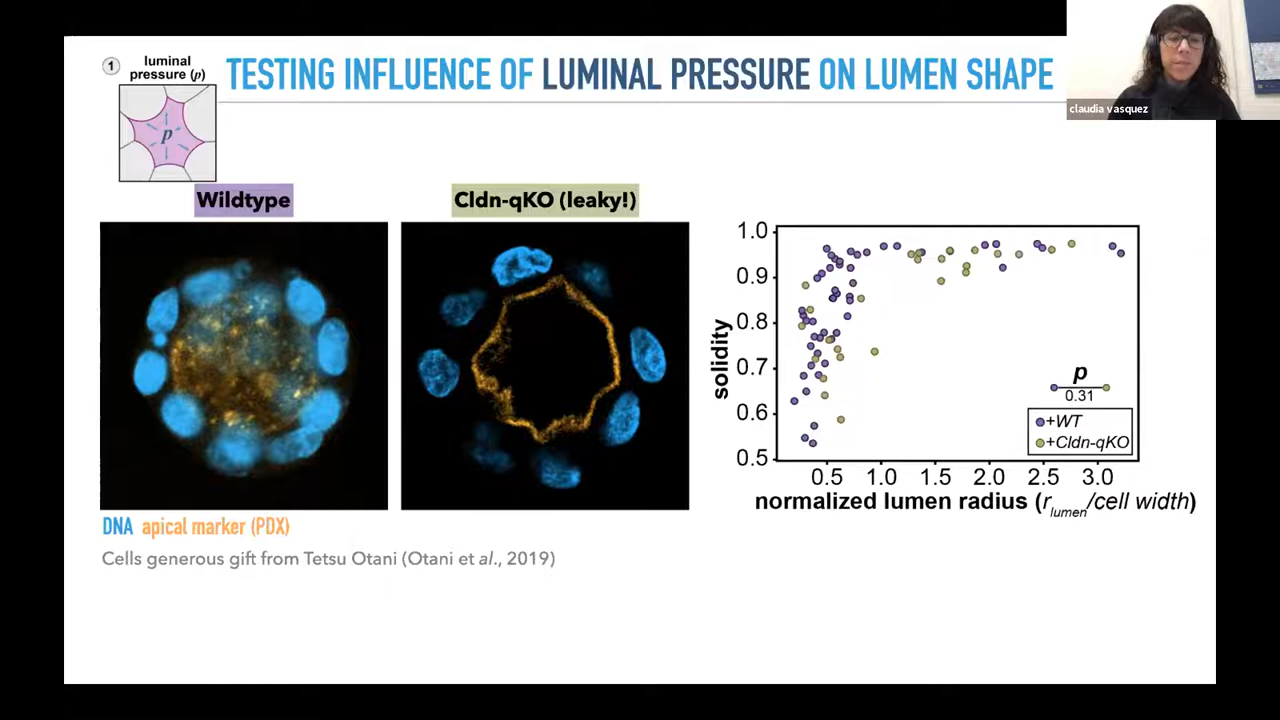 1
luminal
pressure (p)
p
TESTING INFLUENCE OF LUMINAL PRESSURE ON LUMEN SHAPE
claudia vasquez
Wildtype
Cldn-qKO (leaky!)
DNA apical marker (PDX)
Cells generous gift from Tetsu Otani (Otani et al., 2019)
solidity
1.0
0.9
0.8
0.7
0.6
0.5
0.5 1.0 1.5 2.0 2.5 3.0
normalized lumen radius (rlumen/cell width)
p
0.31
+WT
+Cldn-qKO